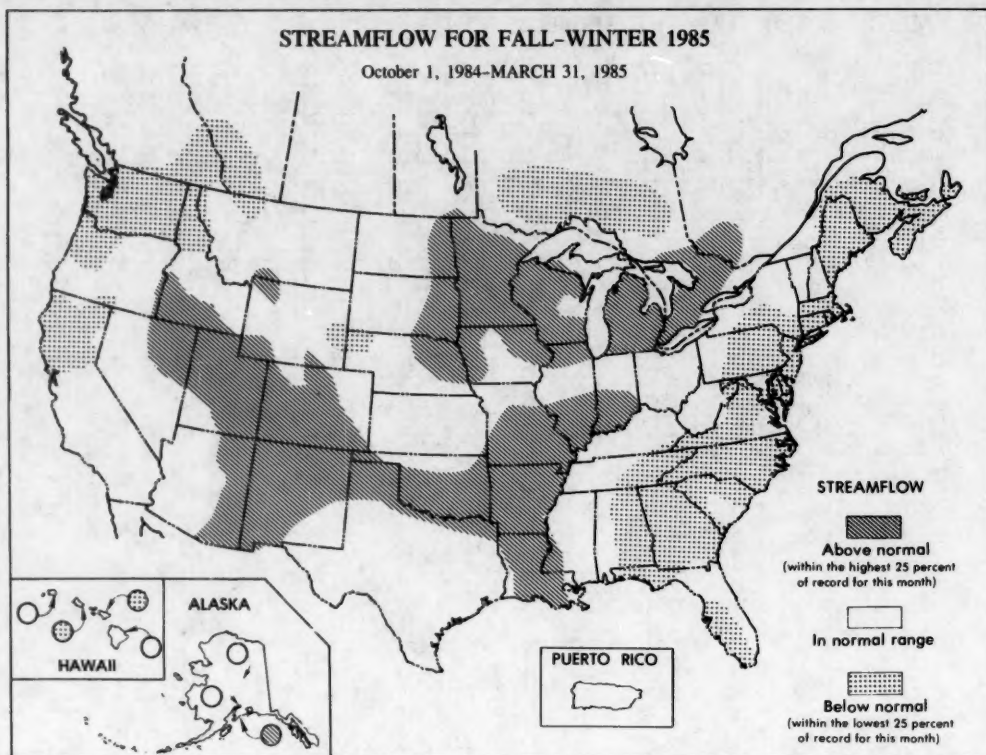 STREAMFLOW FOR FALL–WINTER 1985
October 1, 1984–MARCH 31, 1985
STREAMFLOW
Above normal
(within the highest 25 percent
of record for this month)
In normal range
Below normal
(within the lowest 25 percent
of record for this month)
HAWAII
ALASKA
PUERTO RICO